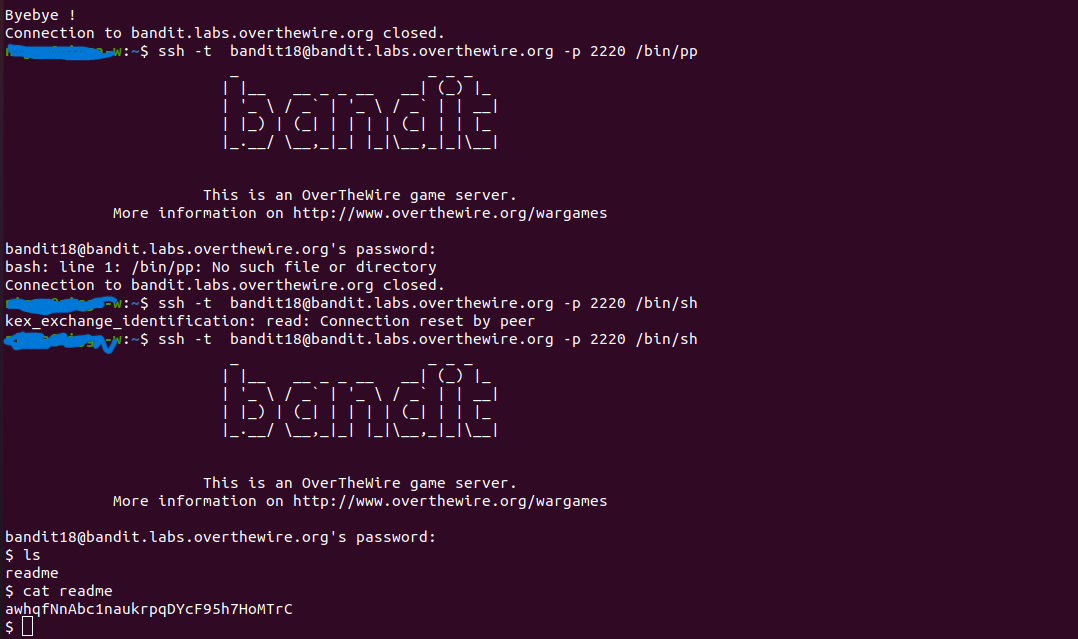 Byebye !
Connection to bandit.labs.overthewire.org closed.
-w:~$ ssh -t  bandit18@bandit.labs.overthewire.org -p 2220 /bin/pp
bandit
This is an OverTheWire game server.
More information on http://www.overthewire.org/wargames
bandit18@bandit.labs.overthewire.org's password:
bash: line 1: /bin/pp: No such file or directory
Connection to bandit.labs.overthewire.org closed.
-w:~$ ssh -t  bandit18@bandit.labs.overthewire.org -p 2220 /bin/sh
kex_exchange_identification: read: Connection reset by peer
w:~$ ssh -t  bandit18@bandit.labs.overthewire.org -p 2220 /bin/sh
bandit
This is an OverTheWire game server.
More information on http://www.overthewire.org/wargames
bandit18@bandit.labs.overthewire.org's password:
$ ls
readme
$ cat readme
awhqfNnAbc1naukrpqDYcF95h7HoMTrC
$